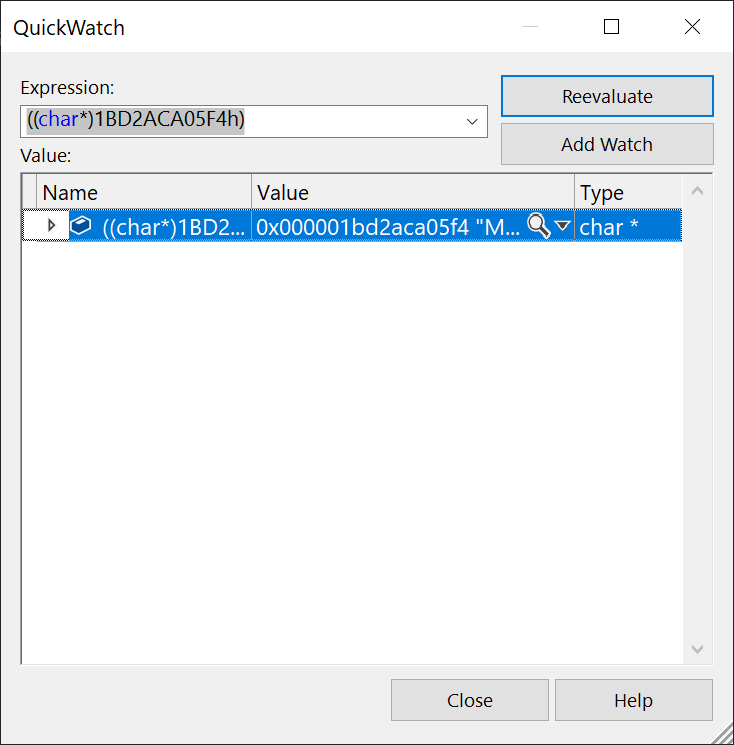 QuickWatch
Expression:
((char*)1BD2ACA05F4h)
Reevaluate
Add Watch
Value:
Name Value Type
((char*)1BD2... 0x000001bd2aca05f4 "M... char *
Close Help